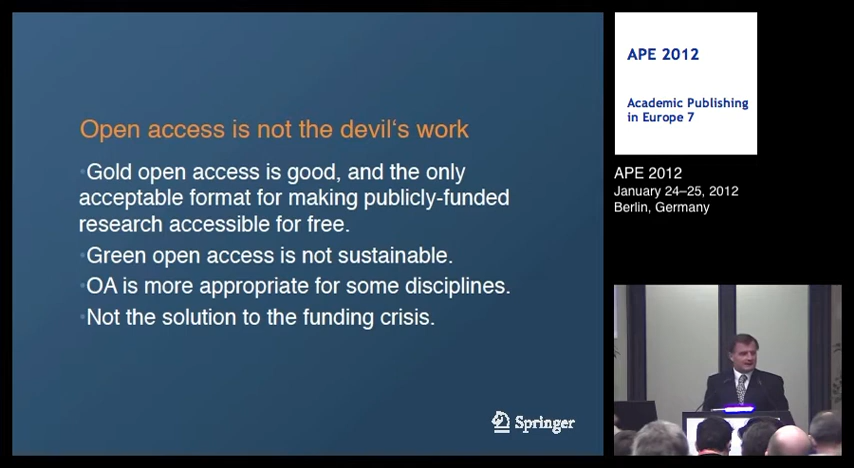 Open access is not the devil‘s work
•Gold open access is good, and the only
acceptable format for making publicly-funded
research accessible for free.
•Green open access is not sustainable.
•OA is more appropriate for some disciplines.
•Not the solution to the funding crisis.
Springer
APE 2012
Academic Publishing
in Europe 7
APE 2012
January 24–25, 2012
Berlin, Germany